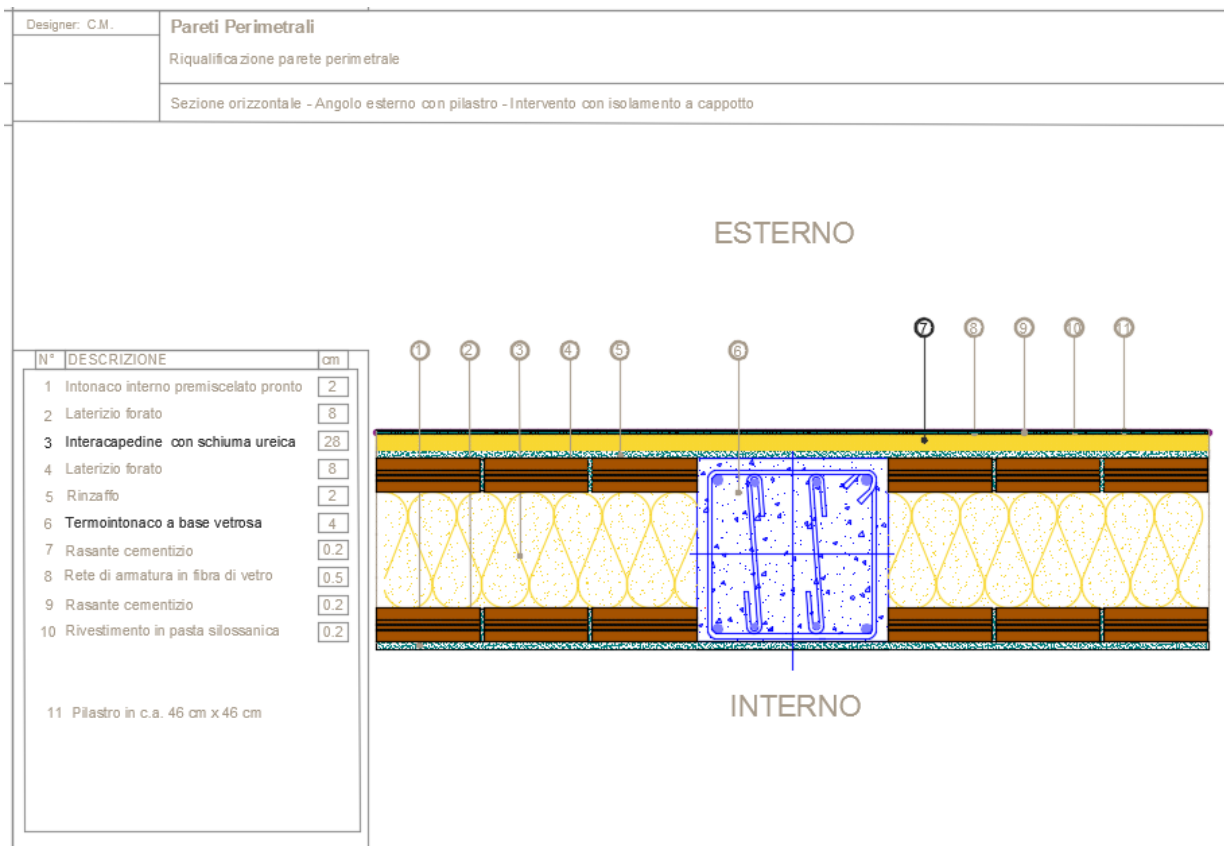 Designer: C.M.
Pareti Perimetrali
Riqualificazione parete perimetrale
Sezione orizzontale - Angolo esterno con pilastro - Intervento con isolamento a cappotto
ESTERNO
7 8 9 10 11
1 2 3 4 5 6
N° DESCRIZIONE cm
1 Intonaco interno premiscelato pronto 2
2 Laterizio forato 8
3 Interacapedine con schiuma ureica 28
4 Laterizio forato 8
5 Rinzaffo 2
6 Termointonaco a base vetrosa 4
7 Rasante cementizio 0.2
8 Rete di armatura in fibra di vetro 0.5
9 Rasante cementizio 0.2
10 Rivestimento in pasta silossanica 0.2
11 Pilastro in c.a. 46 cm x 46 cm
INTERNO